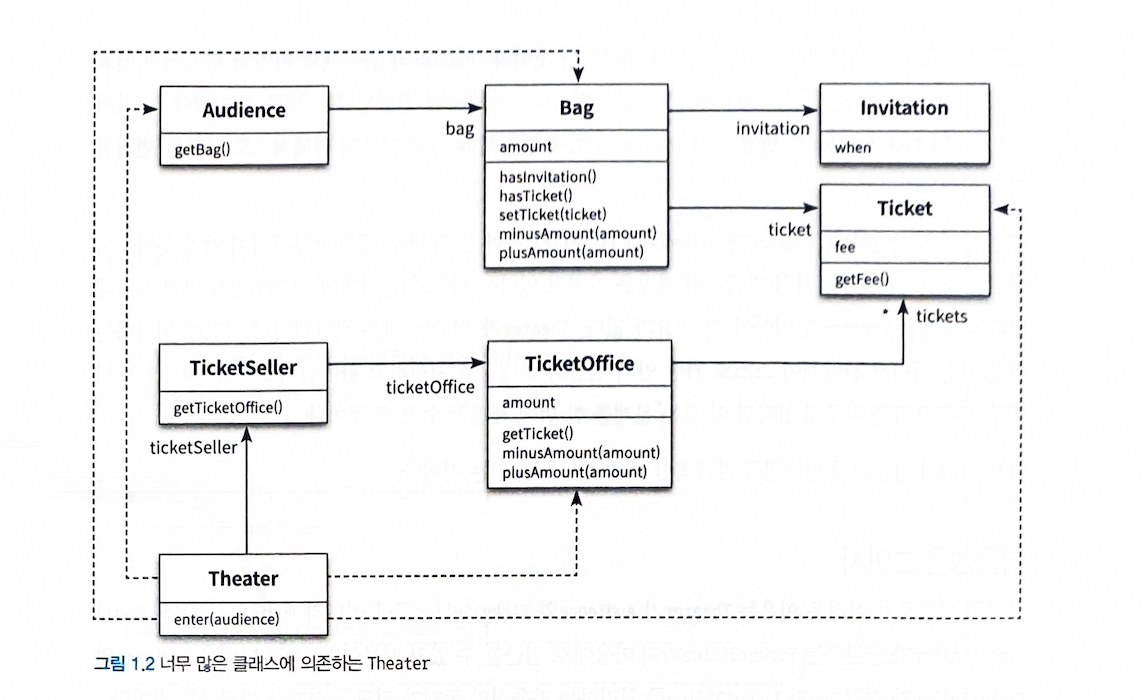 Audience
getBag()
bag
Bag
amount
hasInvitation()
hasTicket()
setTicket(ticket)
minusAmount(amount)
plusAmount(amount)
invitation
Invitation
when
ticket
Ticket
fee
getFee()
* tickets
TicketSeller
getTicketOffice()
ticketOffice
TicketOffice
amount
getTicket()
minusAmount(amount)
plusAmount(amount)
ticketSeller
Theater
enter(audience)
그림 1.2 너무 많은 클래스에 의존하는 Theater